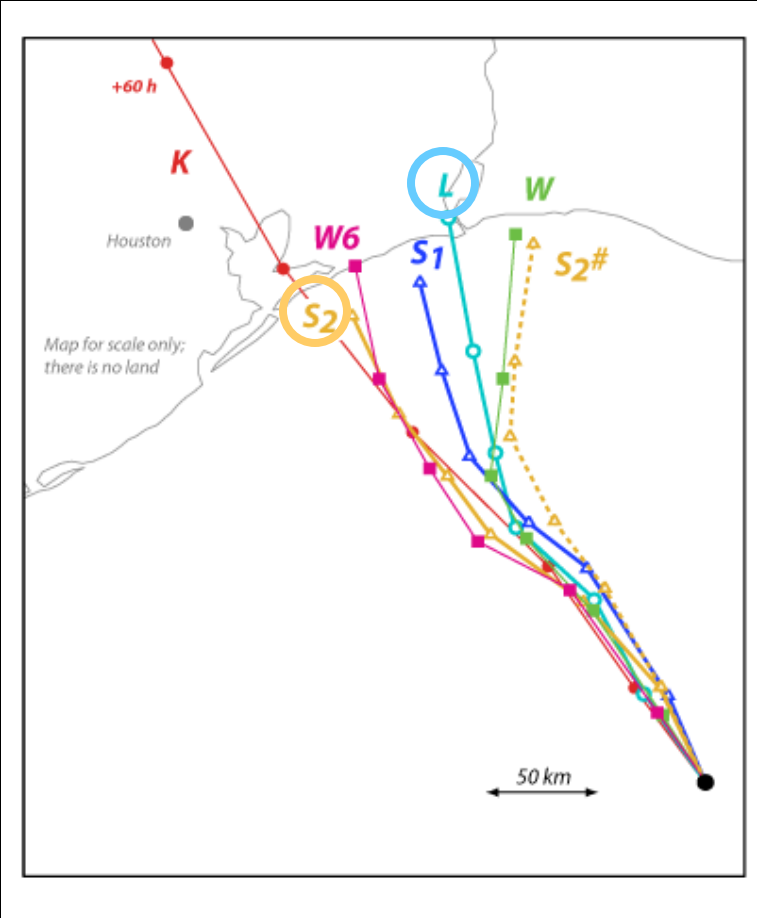 +60 h
K
L
W
Houston
W6
S1
S2#
S2
Map for scale only;
there is no land
50 km